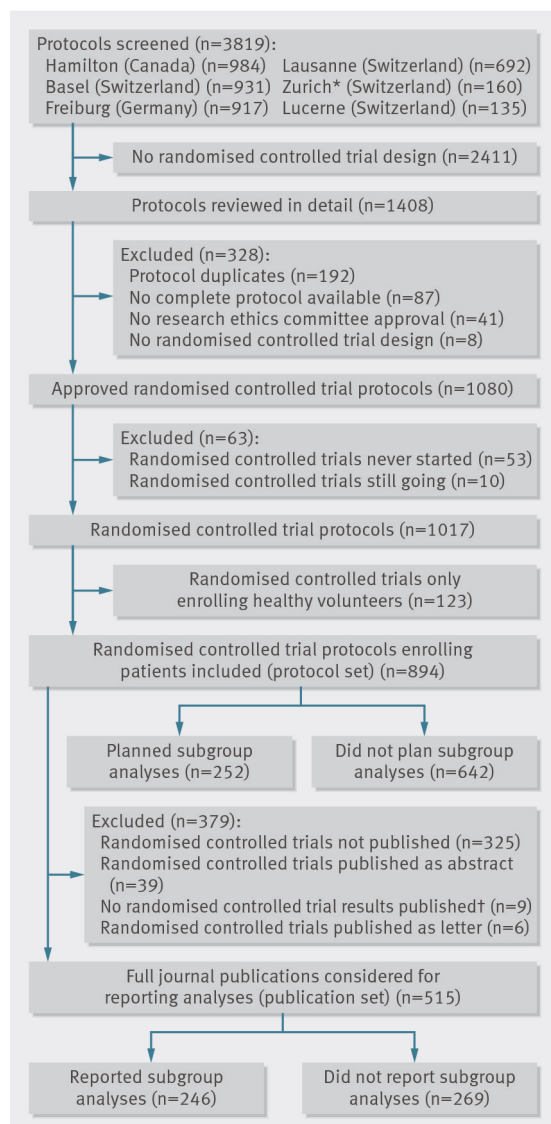 Protocols screened (n=3819):
Hamilton (Canada) (n=984) Lausanne (Switzerland) (n=692)
Basel (Switzerland) (n=931) Zurich* (Switzerland) (n=160)
Freiburg (Germany) (n=917) Lucerne (Switzerland) (n=135)
No randomised controlled trial design (n=2411)
Protocols reviewed in detail (n=1408)
Excluded (n=328):
Protocol duplicates (n=192)
No complete protocol available (n=87)
No research ethics committee approval (n=41)
No randomised controlled trial design (n=8)
Approved randomised controlled trial protocols (n=1080)
Excluded (n=63):
Randomised controlled trials never started (n=53)
Randomised controlled trials still going (n=10)
Randomised controlled trial protocols (n=1017)
Randomised controlled trials only
enrolling healthy volunteers (n=123)
Randomised controlled trial protocols enrolling
patients included (protocol set) (n=894)
Planned subgroup
analyses (n=252)
Did not plan subgroup
analyses (n=642)
Excluded (n=379):
Randomised controlled trials not published (n=325)
Randomised controlled trials published as abstract
(n=39)
No randomised controlled trial results published† (n=9)
Randomised controlled trials published as letter (n=6)
Full journal publications considered for
reporting analyses (publication set) (n=515)
Reported subgroup
analyses (n=246)
Did not report subgroup
analyses (n=269)